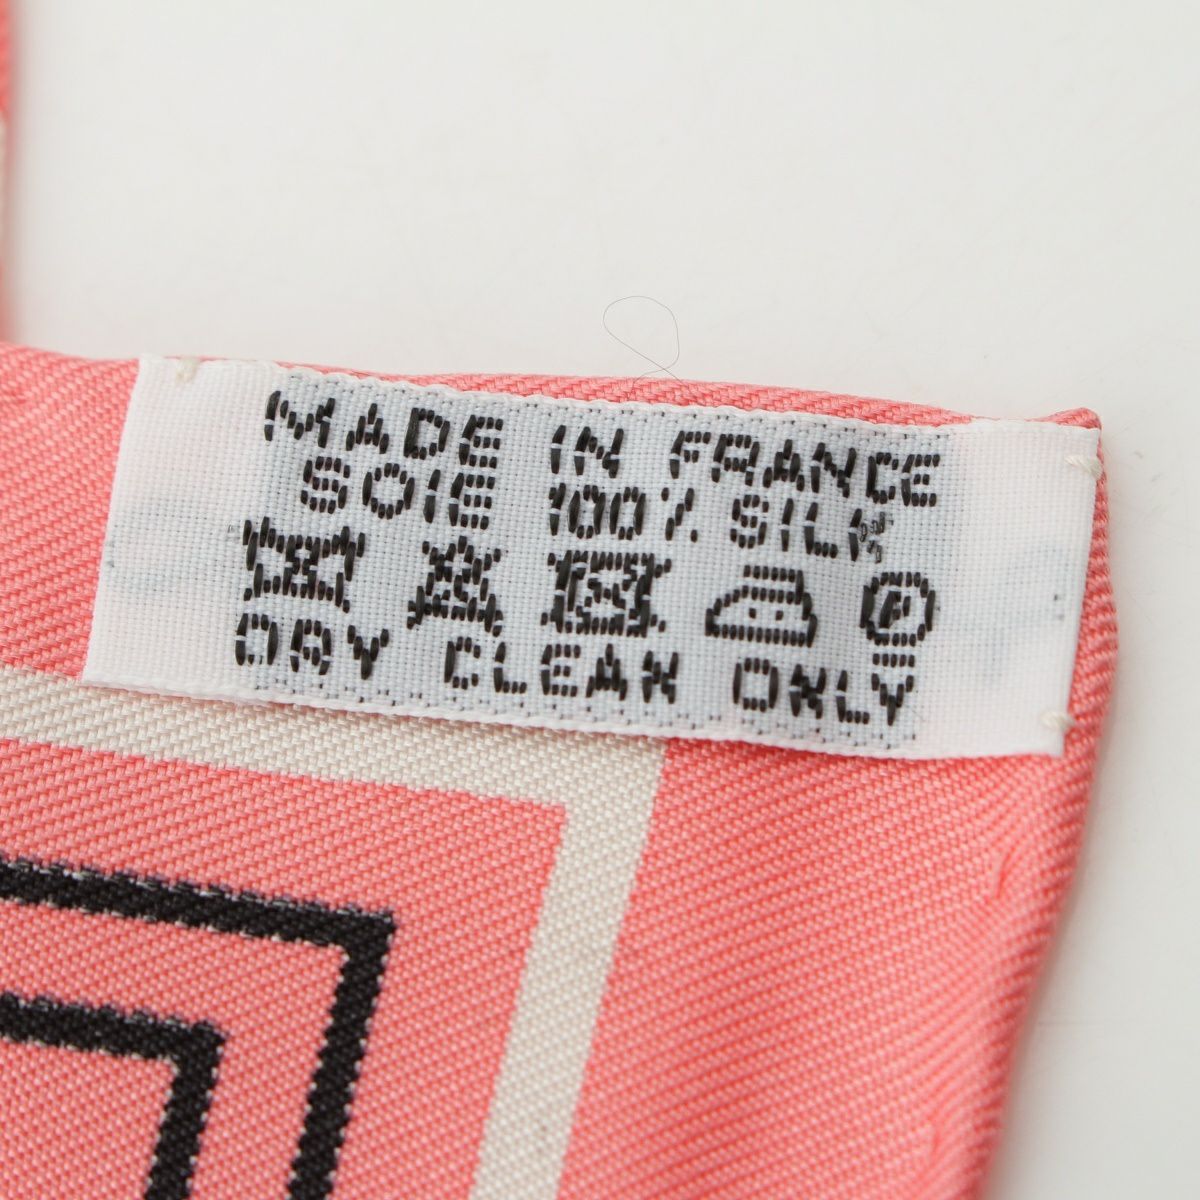 MADE IN FRANCE
SOIE 100% SILK
P
DRY CLEAN ONLY